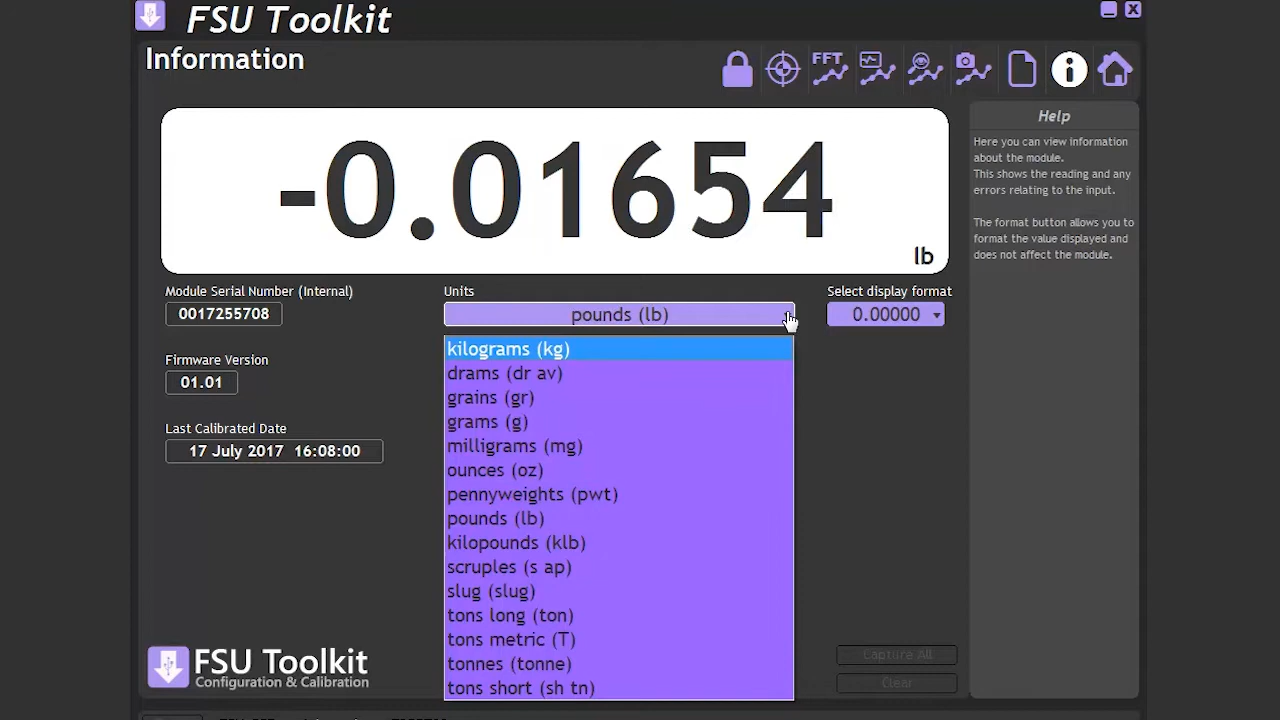 FSU Toolkit
Information
FFT
-0.01654
lb
Help
Here you can view information
about the module.
This shows the reading and any
errors relating to the input.
The format button allows you to
format the value displayed and
does not affect the module.
Module Serial Number (Internal)
0017255708
Firmware Version
01.01
Last Calibrated Date
17 July 2017 16:08:00
Units
pounds (lb)
kilograms (kg)
drams (dr av)
grains (gr)
grams (g)
milligrams (mg)
ounces (oz)
pennyweights (pwt)
pounds (lb)
kilopounds (klb)
scruples (s ap)
slug (slug)
tons long (ton)
tons metric (T)
tonnes (tonne)
tons short (sh tn)
Select display format
0.00000
Capture All
Clear
FSU Toolkit
Configuration & Calibration